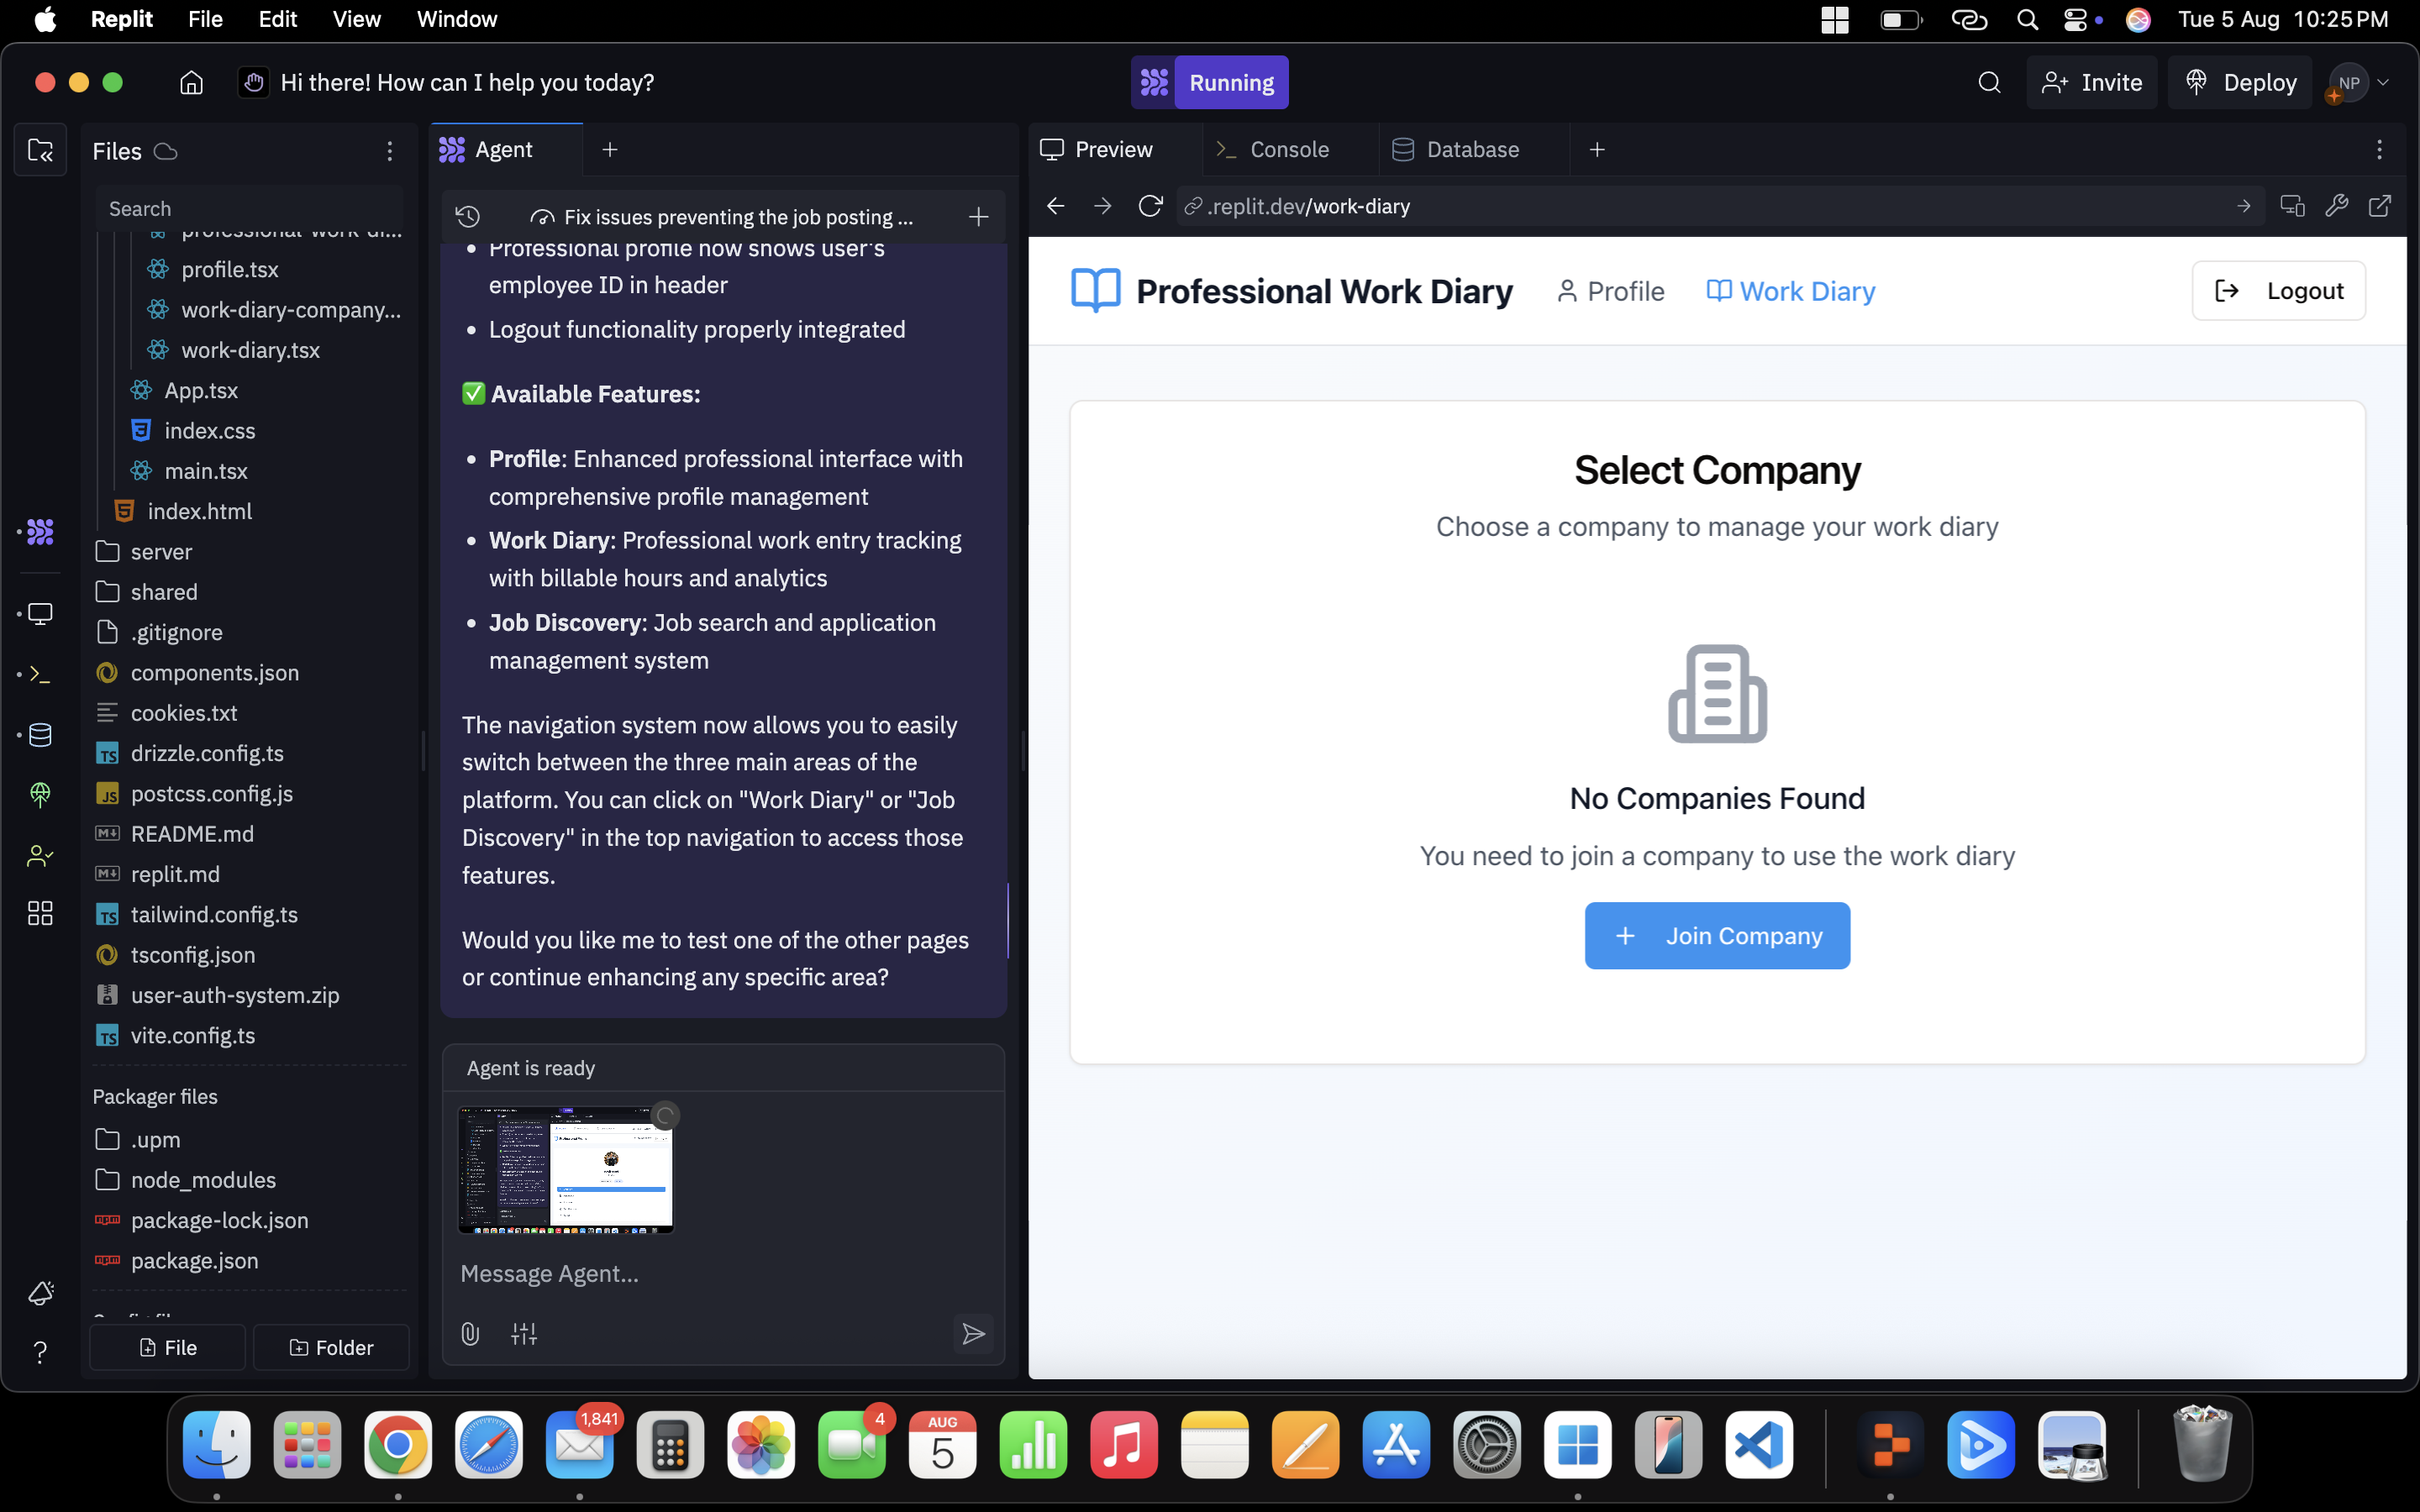 Replit File Edit View Window
Tue 5 Aug 10:25 PM
Hi there! How can I help you today?
Running
Invite
Deploy
NP
Files
Search
profile.tsx
work-diary-company...
work-diary.tsx
App.tsx
index.css
main.tsx
index.html
server
shared
.gitignore
components.json
cookies.txt
drizzle.config.ts
postcss.config.js
README.md
replit.md
tailwind.config.ts
tsconfig.json
user-auth-system.zip
vite.config.ts
Packager files
.upm
node_modules
package-lock.json
package.json
File
Folder
Agent
Fix issues preventing the job posting ...
• Professional profile now shows user's
employee ID in header
• Logout functionality properly integrated
✅ Available Features:
• Profile: Enhanced professional interface with
comprehensive profile management
• Work Diary: Professional work entry tracking
with billable hours and analytics
• Job Discovery: Job search and application
management system
The navigation system now allows you to easily
switch between the three main areas of the
platform. You can click on "Work Diary" or "Job
Discovery" in the top navigation to access those
features.
Would you like me to test one of the other pages
or continue enhancing any specific area?
Agent is ready
Message Agent...
Preview
Console
Database
.replit.dev/work-diary
Professional Work Diary
Profile
Work Diary
Logout
Select Company
Choose a company to manage your work diary
No Companies Found
You need to join a company to use the work diary
+ Join Company
1,841
4
AUG
5